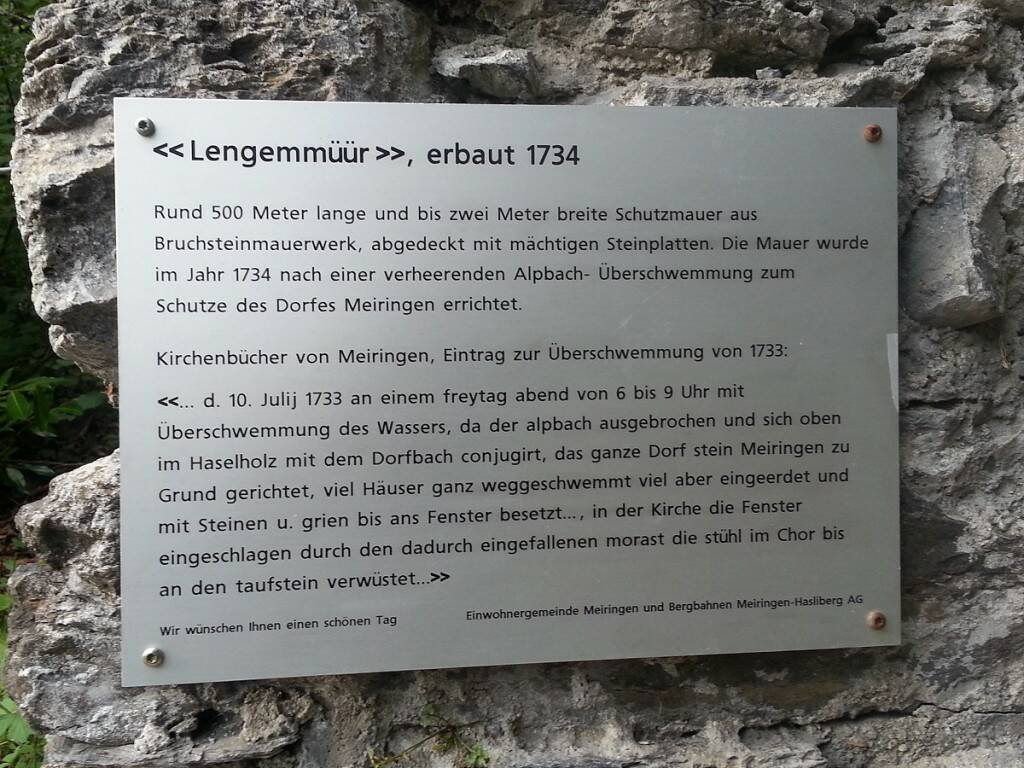 <<Lengemmüür>>, erbaut 1734
Rund 500 Meter lange und bis zwei Meter breite Schutzmauer aus
Bruchsteinmauerwerk, abgedeckt mit mächtigen Steinplatten. Die Mauer wurde
im Jahr 1734 nach einer verheerenden Alpbach- Überschwemmung zum
Schutze des Dorfes Meiringen errichtet.
Kirchenbücher von Meiringen, Eintrag zur Überschwemmung von 1733:
<<... d. 10. Julij 1733 an einem freytag abend von 6 bis 9 Uhr mit
Überschwemmung des Wassers, da der alpbach ausgebrochen und sich oben
im Haselholz mit dem Dorfbach conjugirt, das ganze Dorf stein Meiringen zu
Grund gerichtet, viel Häuser ganz weggeschwemmt viel aber eingeerdet und
mit Steinen u. grien bis ans Fenster besetzt..., in der Kirche die Fenster
eingeschlagen durch den dadurch eingefallenen morast die stühl im Chor bis
an den taufstein verwüstet...>>
Wir wünschen Ihnen einen schönen Tag
Einwohnergemeinde Meiringen und Bergbahnen Meiringen-Hasliberg AG